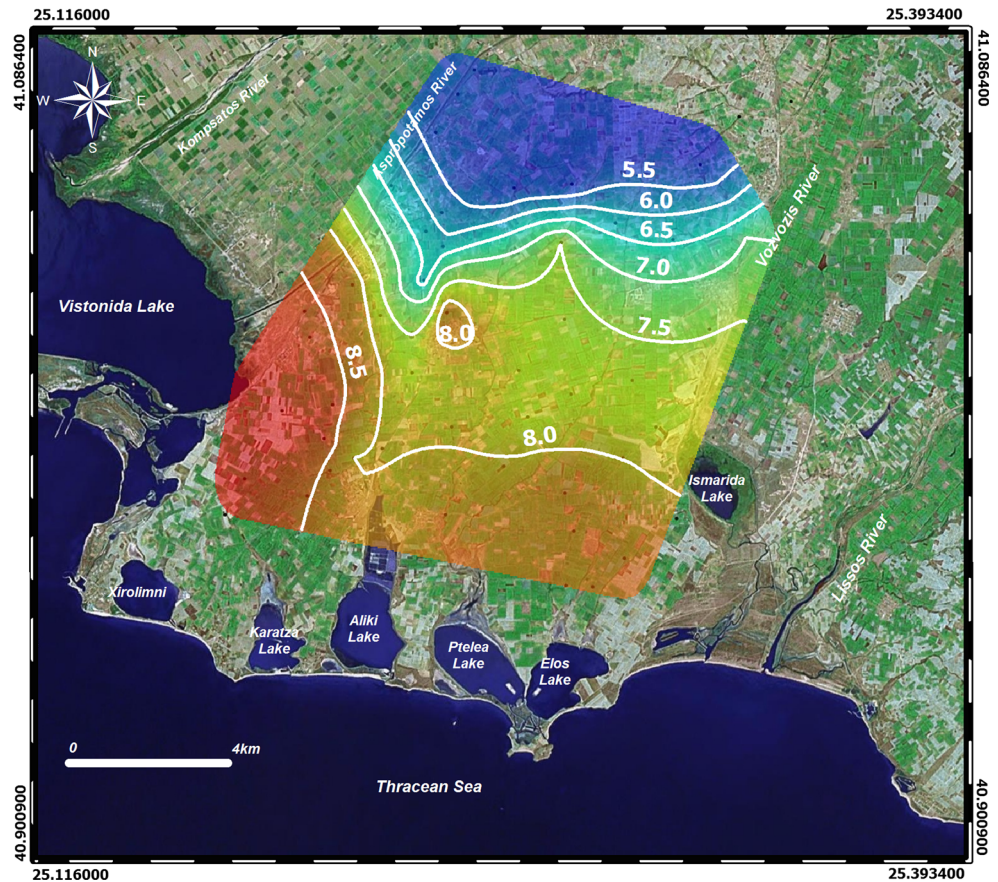 25.116000
25.393400
41.086400
41.086400
N
W
E
S
Kompsatos River
Aspropotamos River
Vozvozis River
5.5
6.0
6.5
7.0
7.5
8.0
8.5
8.0
Vistonida Lake
Ismarida
Lake
Lissos River
Xirolimni
Karatza
Lake
Aliki
Lake
Ptelea
Lake
Elos
Lake
0
4km
Thracean Sea
40.900900
40.900900
25.116000
25.393400